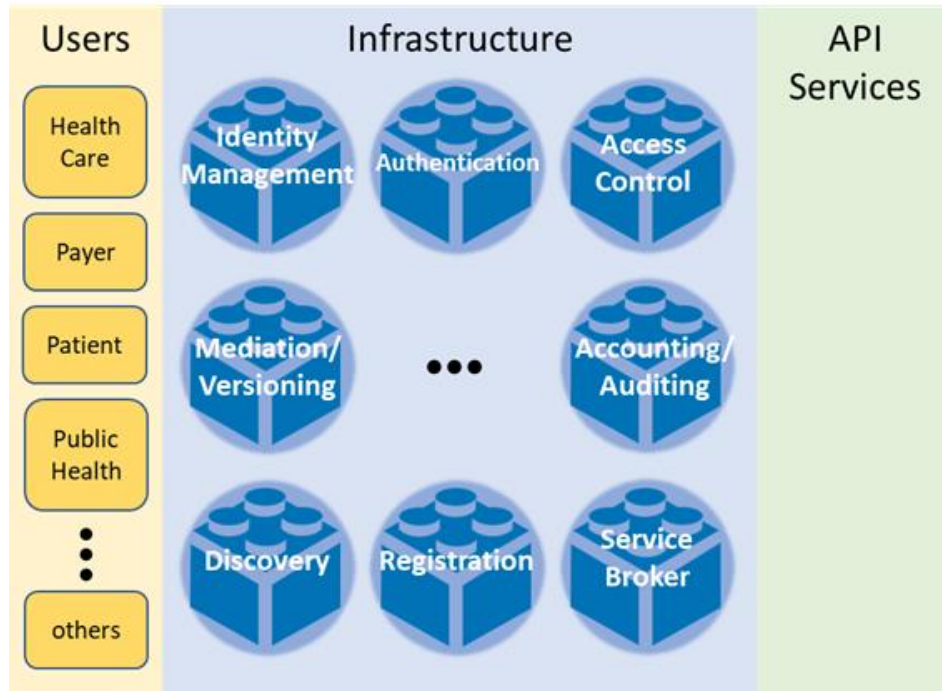 Users
Infrastructure
API
Services
Health
Care
Payer
Patient
Public
Health
others
Identity
Management
Authentication
Access
Control
Mediation/
Versioning
...
Accounting/
Auditing
Discovery
Registration
Service
Broker